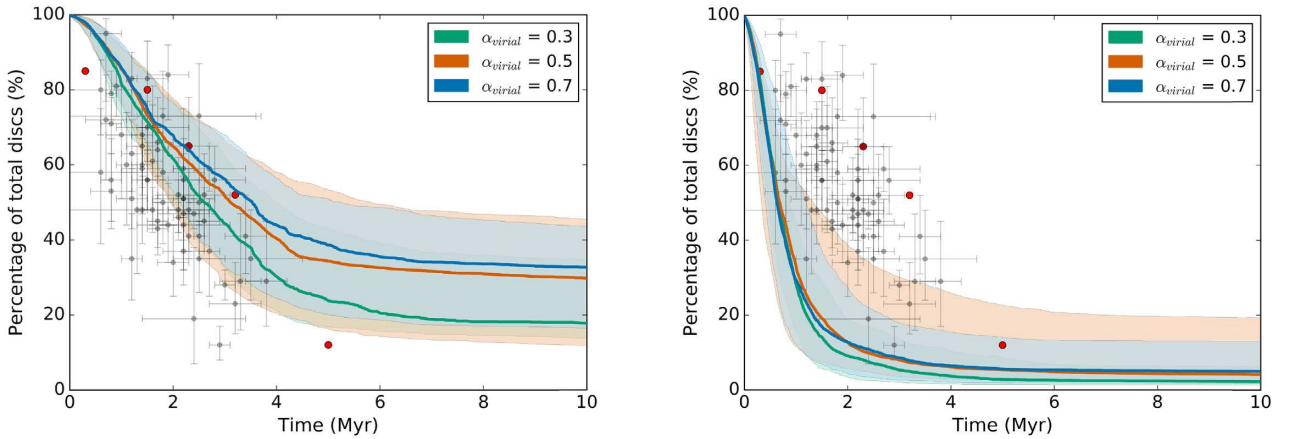 100
80
60
40
20
0
Percentage of total discs (%)
0 2 4 6 8 10
Time (Myr)
α_virial = 0.3
α_virial = 0.5
α_virial = 0.7
100
80
60
40
20
0
Percentage of total discs (%)
0 2 4 6 8 10
Time (Myr)
α_virial = 0.3
α_virial = 0.5
α_virial = 0.7